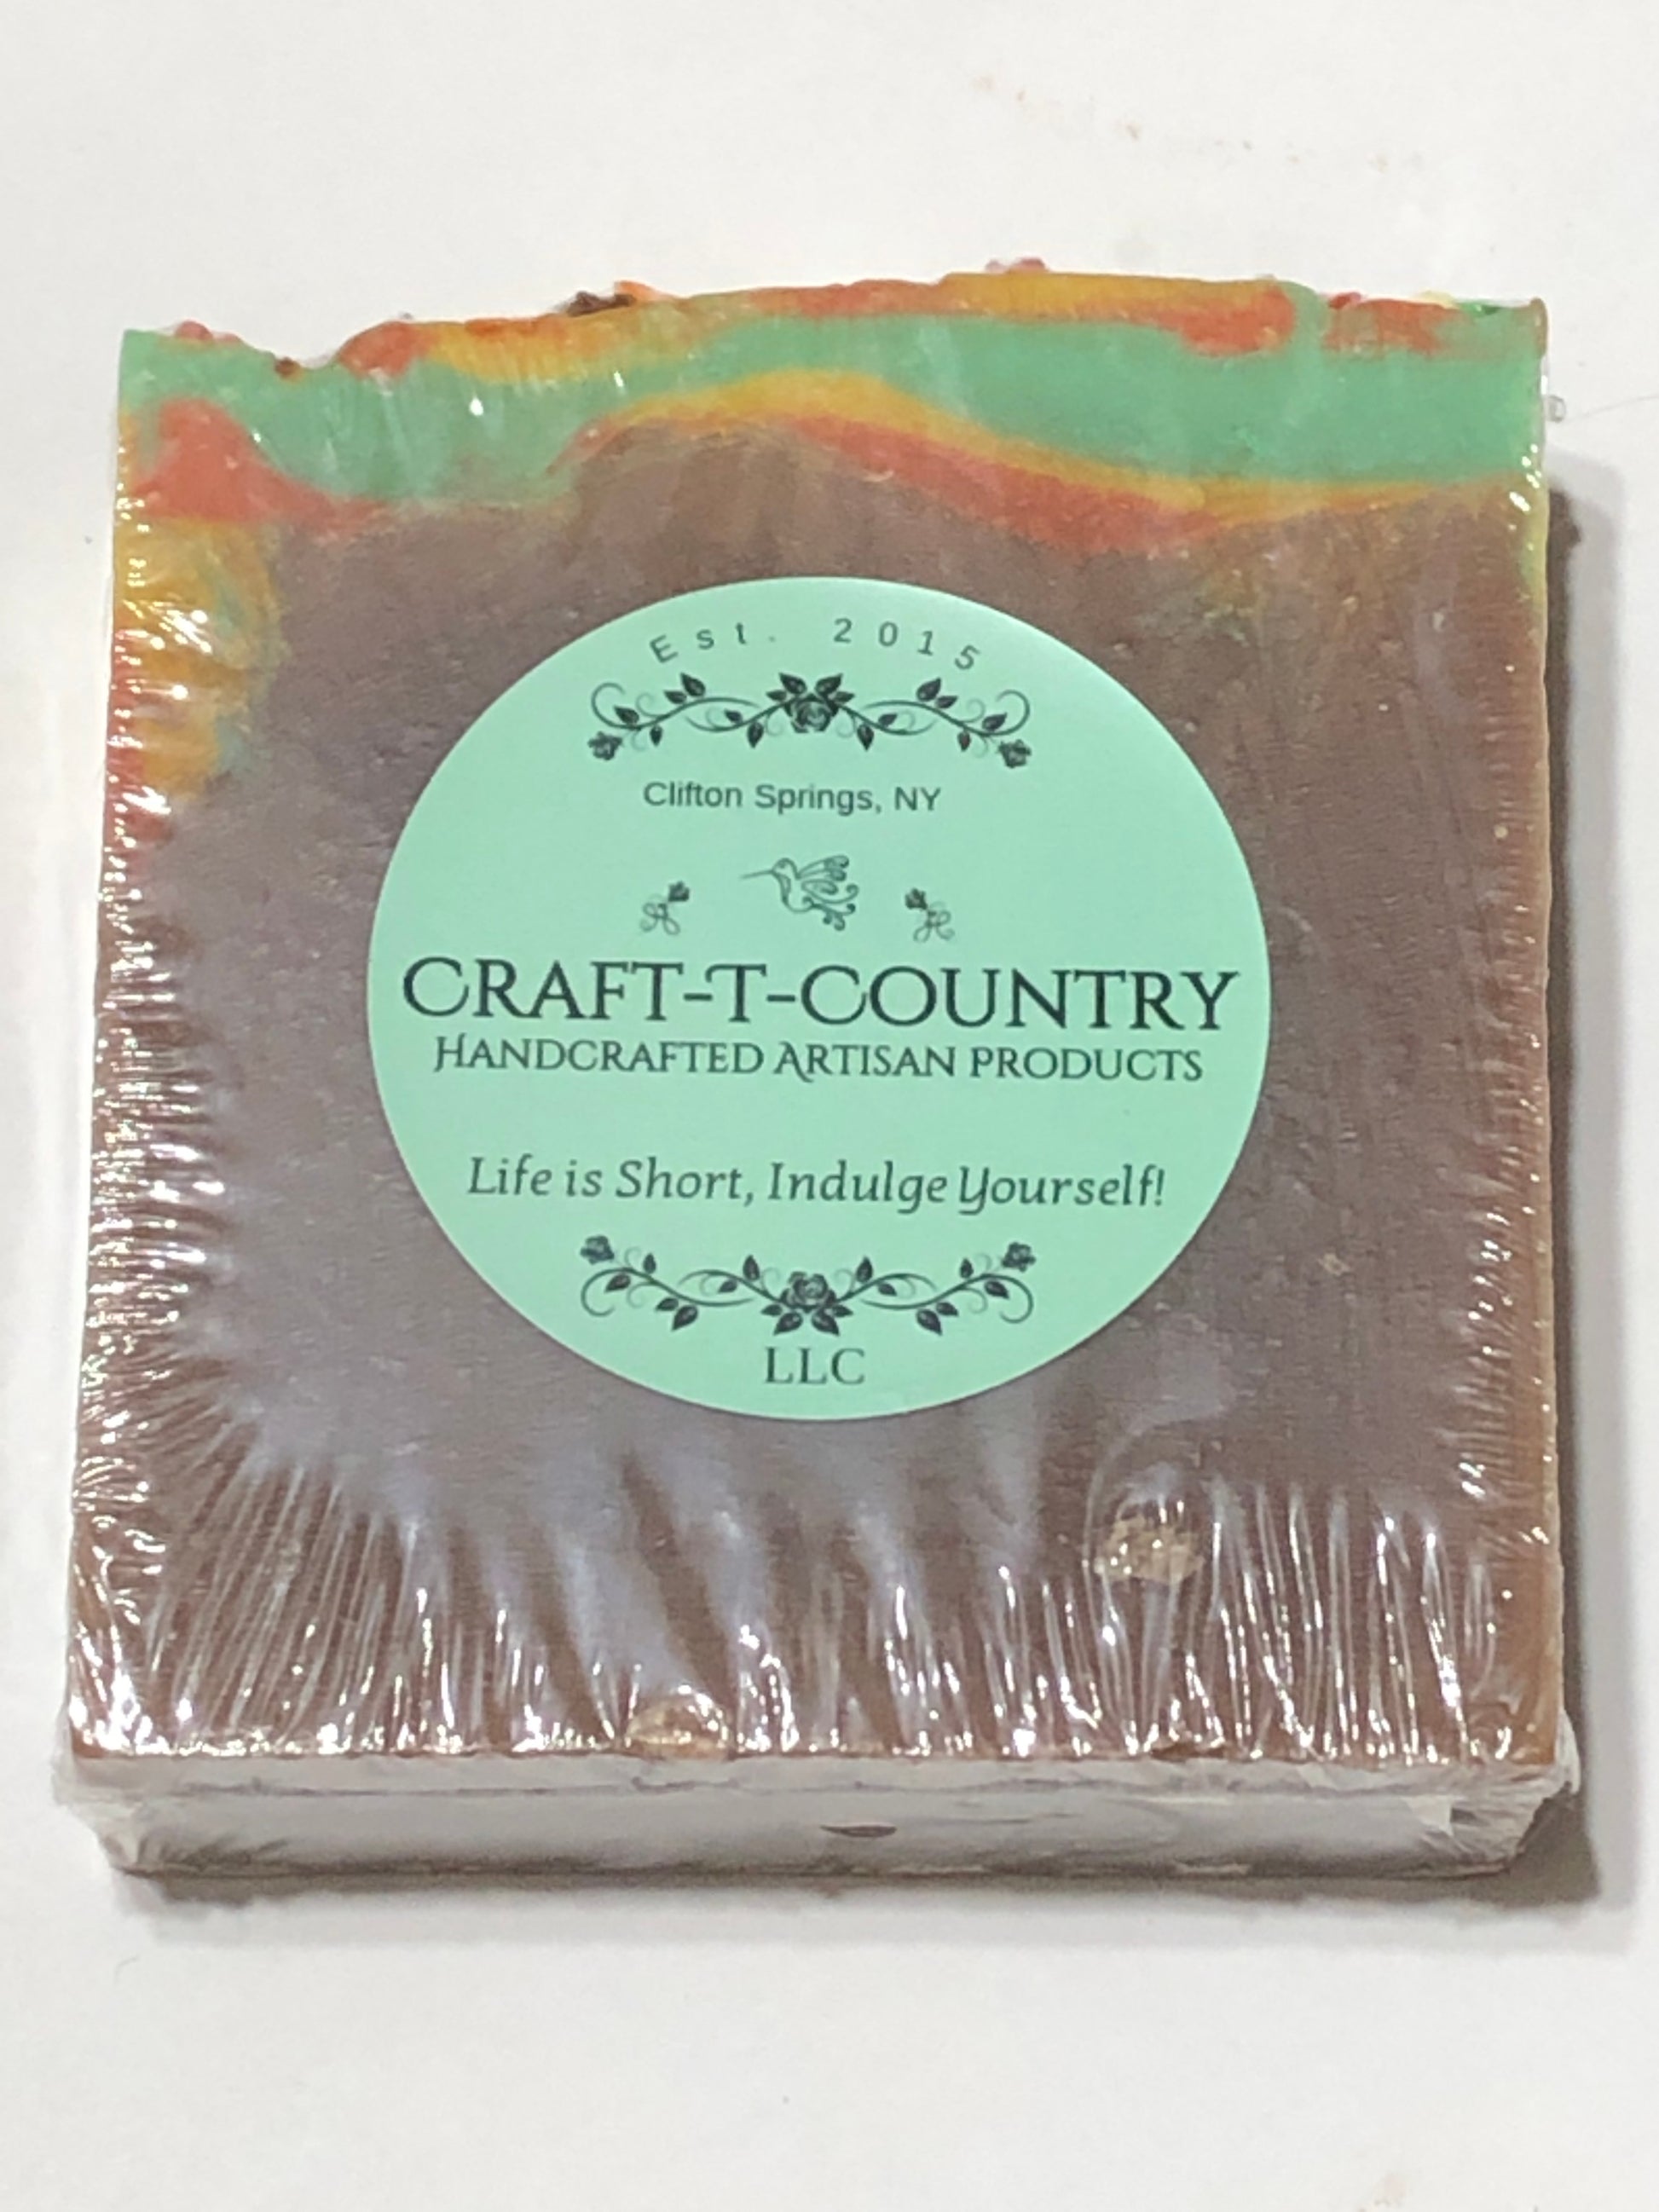 Est. 2015
Clifton Springs, NY
CRAFT-T-COUNTRY
HANDCRAFTED ARTISAN PRODUCTS
Life is Short, Indulge Yourself!
LLC